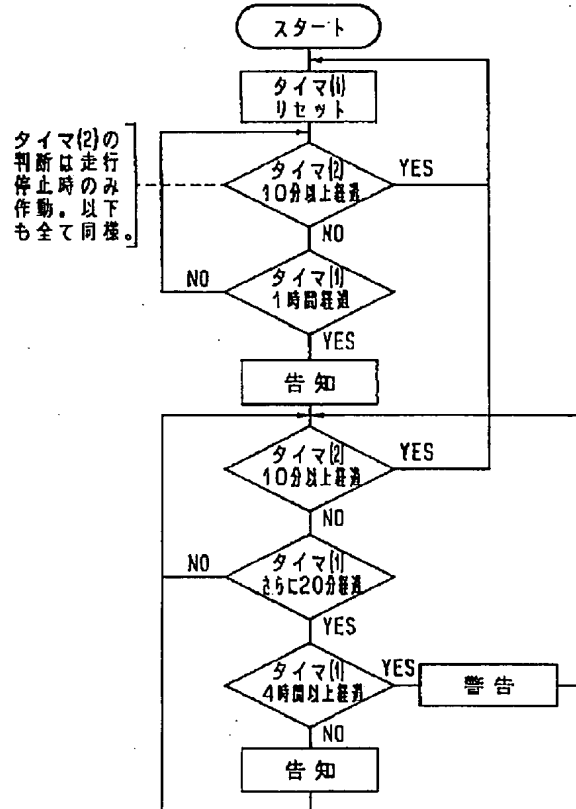 スタート
タイマ(1)
リセット
タイマ(2)の
判断は走行
停止時のみ
作動。以下
も全て同様。
タイマ(2)
10分以上経過
YES
NO
タイマ(1)
1時間経過
NO
YES
告知
タイマ(2)
10分以上経過
YES
NO
タイマ(1)
さらに20分経過
NO
YES
タイマ(1)
4時間以上経過
YES
警告
NO
告知